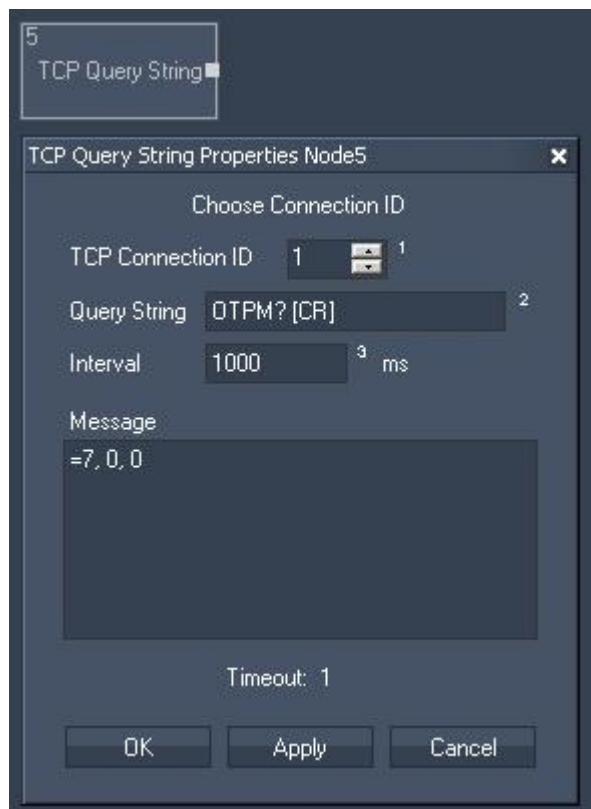 5
TCP Query String
TCP Query String Properties Node5
Choose Connection ID
TCP Connection ID 1 1
Query String OTPM? [CR] 2
Interval 1000 3 ms
Message
=7, 0, 0
Timeout: 1
OK Apply Cancel